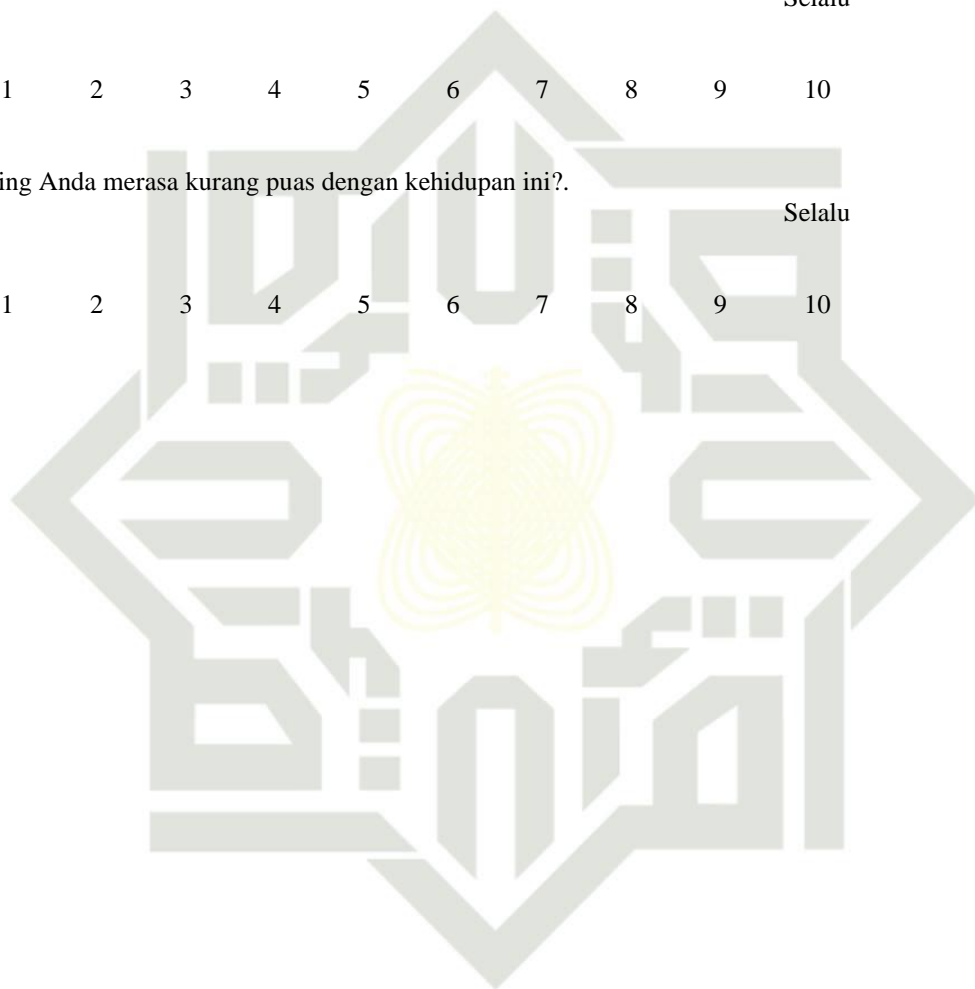 Selalu
1 2 3 4 5 6 7 8 9 10
ing Anda merasa kurang puas dengan kehidupan ini?.
Selalu
1 2 3 4 5 6 7 8 9 10